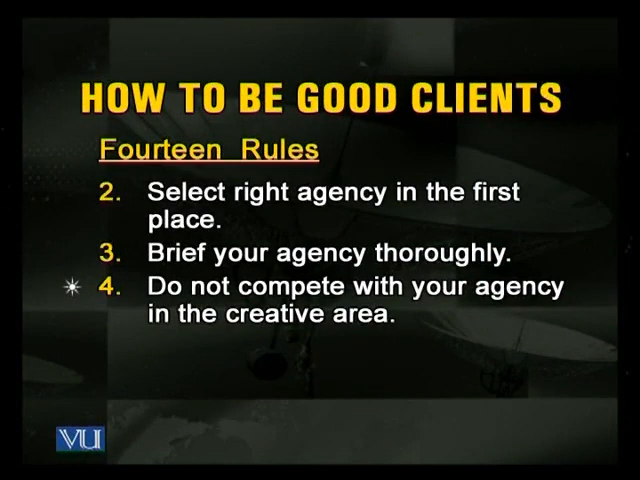 HOW TO BE GOOD CLIENTS
Fourteen Rules
2. Select right agency in the first
place.
3. Brief your agency thoroughly.
4. Do not compete with your agency
in the creative area.
VU